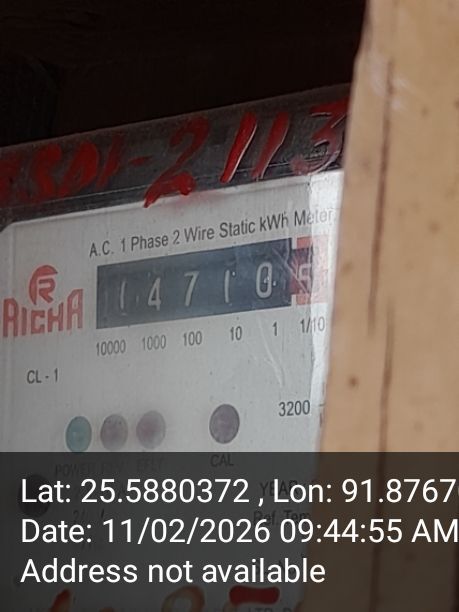 2113
A.C. 1 Phase 2 Wire Static kWh Meter
R
RICHA
14710
10000 1000 100 10 1 1/10
CL - 1
3200
POWER
CAL
Lat: 25.5880372 , Lon: 91.8767
Date: 11/02/2026 09:44:55 AM
Address not available